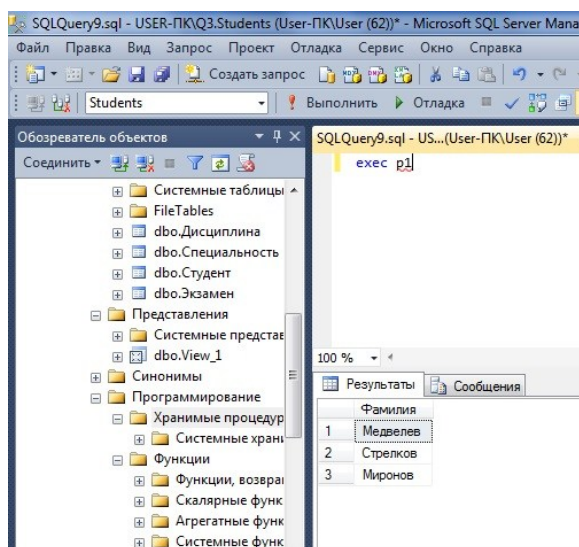 SQLQuery9.sql - USER-ПК\Q3.Students (User-ПК\User (62))* - Microsoft SQL Server Mana
Файл Правка Вид Запрос Проект Отладка Сервис Окно Справка
Создать запрос
Students Выполнить Отладка
Обозреватель объектов
SQLQuery9.sql - US...(User-ПК\User (62))*
Соединить
exec p1
Системные таблицы
FileTables
dbo.Дисциплина
dbo.Специальность
dbo.Студент
dbo.Экзамен
Представления
Системные представ
dbo.View_1
Синонимы
Программирование
Хранимые процедур
Системные храни
Функции
Функции, возвра
Скалярные функ
Агрегатные функ
Системные функ
100 %
Результаты Сообщения
Фамилия
1 Медвелев
2 Стрелков
3 Миронов